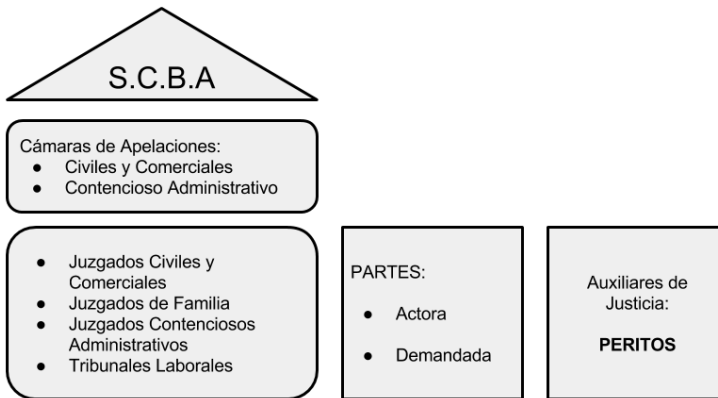 S.C.B.A
Cámaras de Apelaciones:
● Civiles y Comerciales
● Contencioso Administrativo
● Juzgados Civiles y
Comerciales
● Juzgados de Familia
● Juzgados Contenciosos
Administrativos
● Tribunales Laborales
PARTES:
● Actora
● Demandada
Auxiliares de
Justicia:
PERITOS